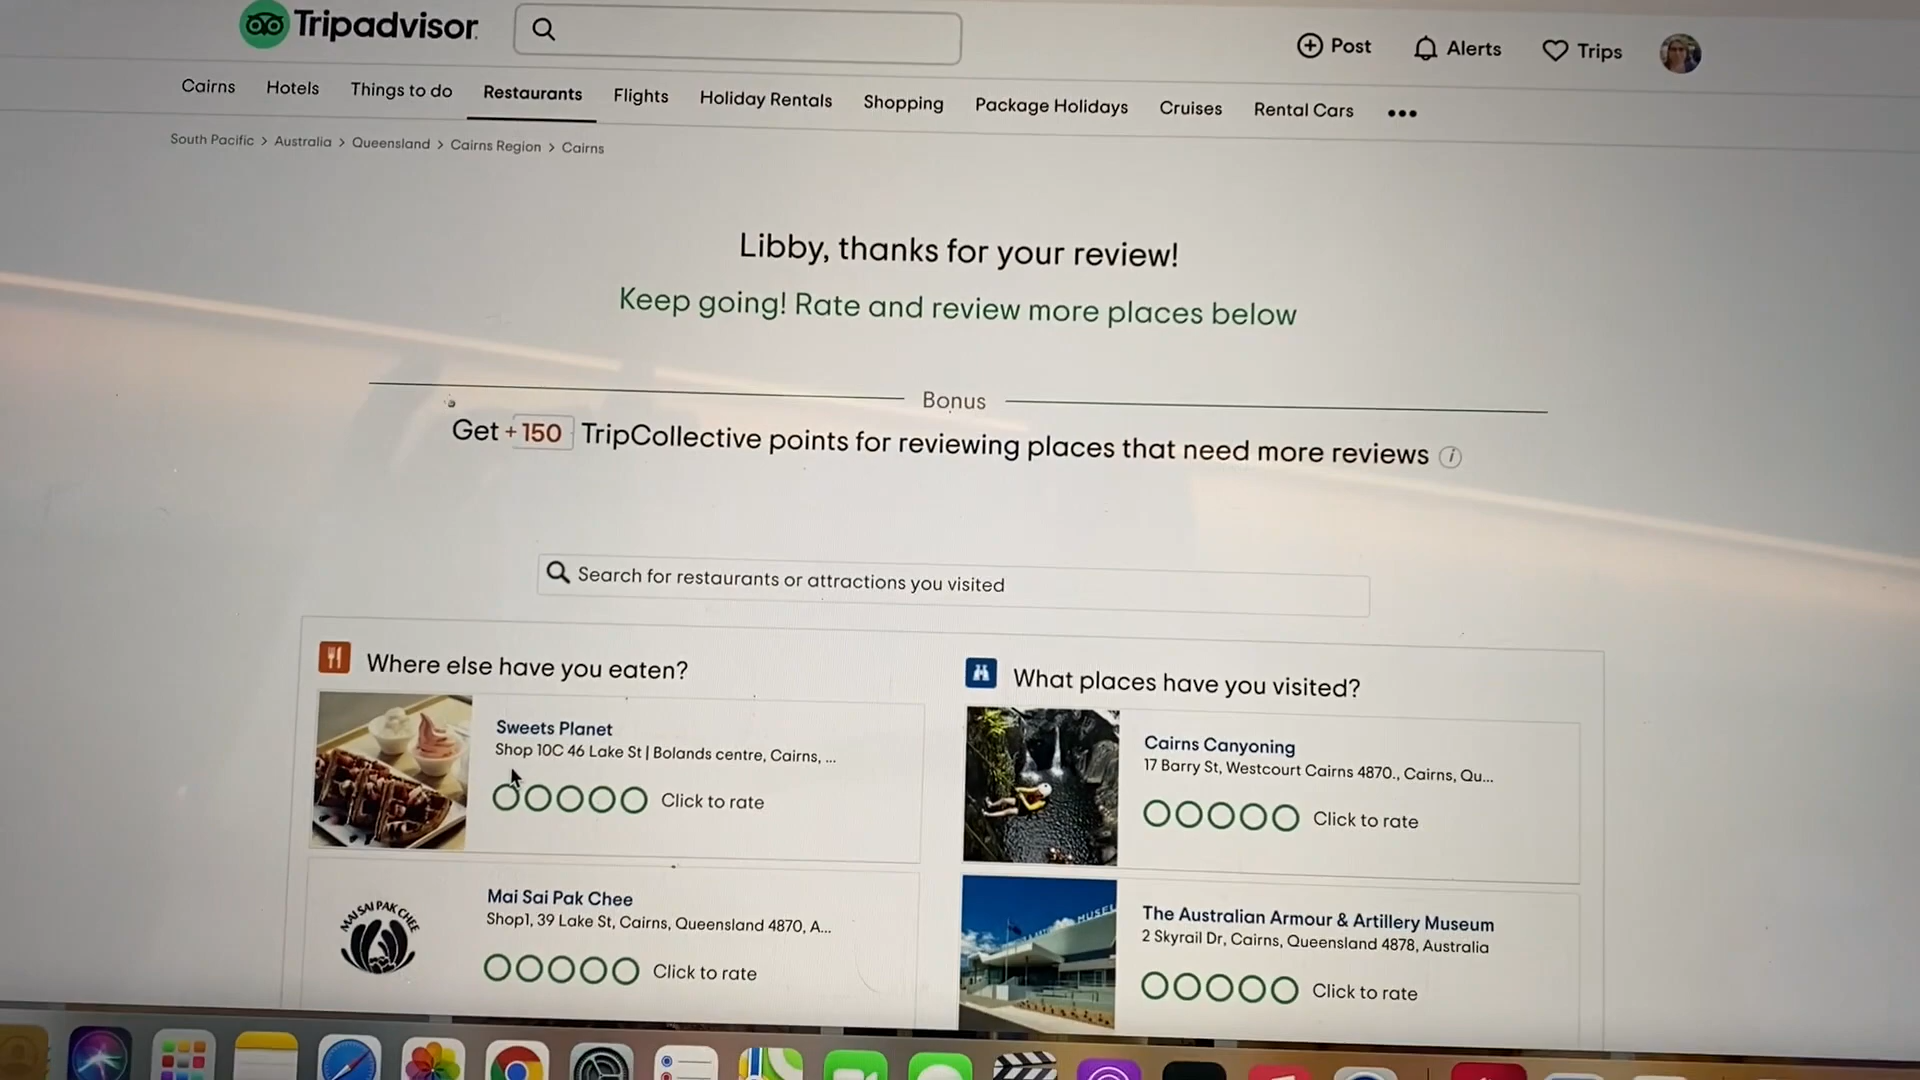 Tripadvisor
Post
Alerts
Trips
Cairns
Hotels
Things to do
Restaurants
Flights
Holiday Rentals
Shopping
Package Holidays
Cruises
Rental Cars
South Pacific > Australia > Queensland > Cairns Region > Cairns
Libby, thanks for your review!
Keep going! Rate and review more places below
Bonus
Get +150 TripCollective points for reviewing places that need more reviews
Search for restaurants or attractions you visited
Where else have you eaten?
Sweets Planet
Shop 10C 46 Lake St | Bolands centre, Cairns, ...
Click to rate
MAI SAI PAK CHEE
Mai Sai Pak Chee
Shop1, 39 Lake St, Cairns, Queensland 4870, A...
Click to rate
What places have you visited?
Cairns Canyoning
17 Barry St, Westcourt Cairns 4870., Cairns, Qu...
Click to rate
The Australian Armour & Artillery Museum
2 Skyrail Dr, Cairns, Queensland 4878, Australia
Click to rate